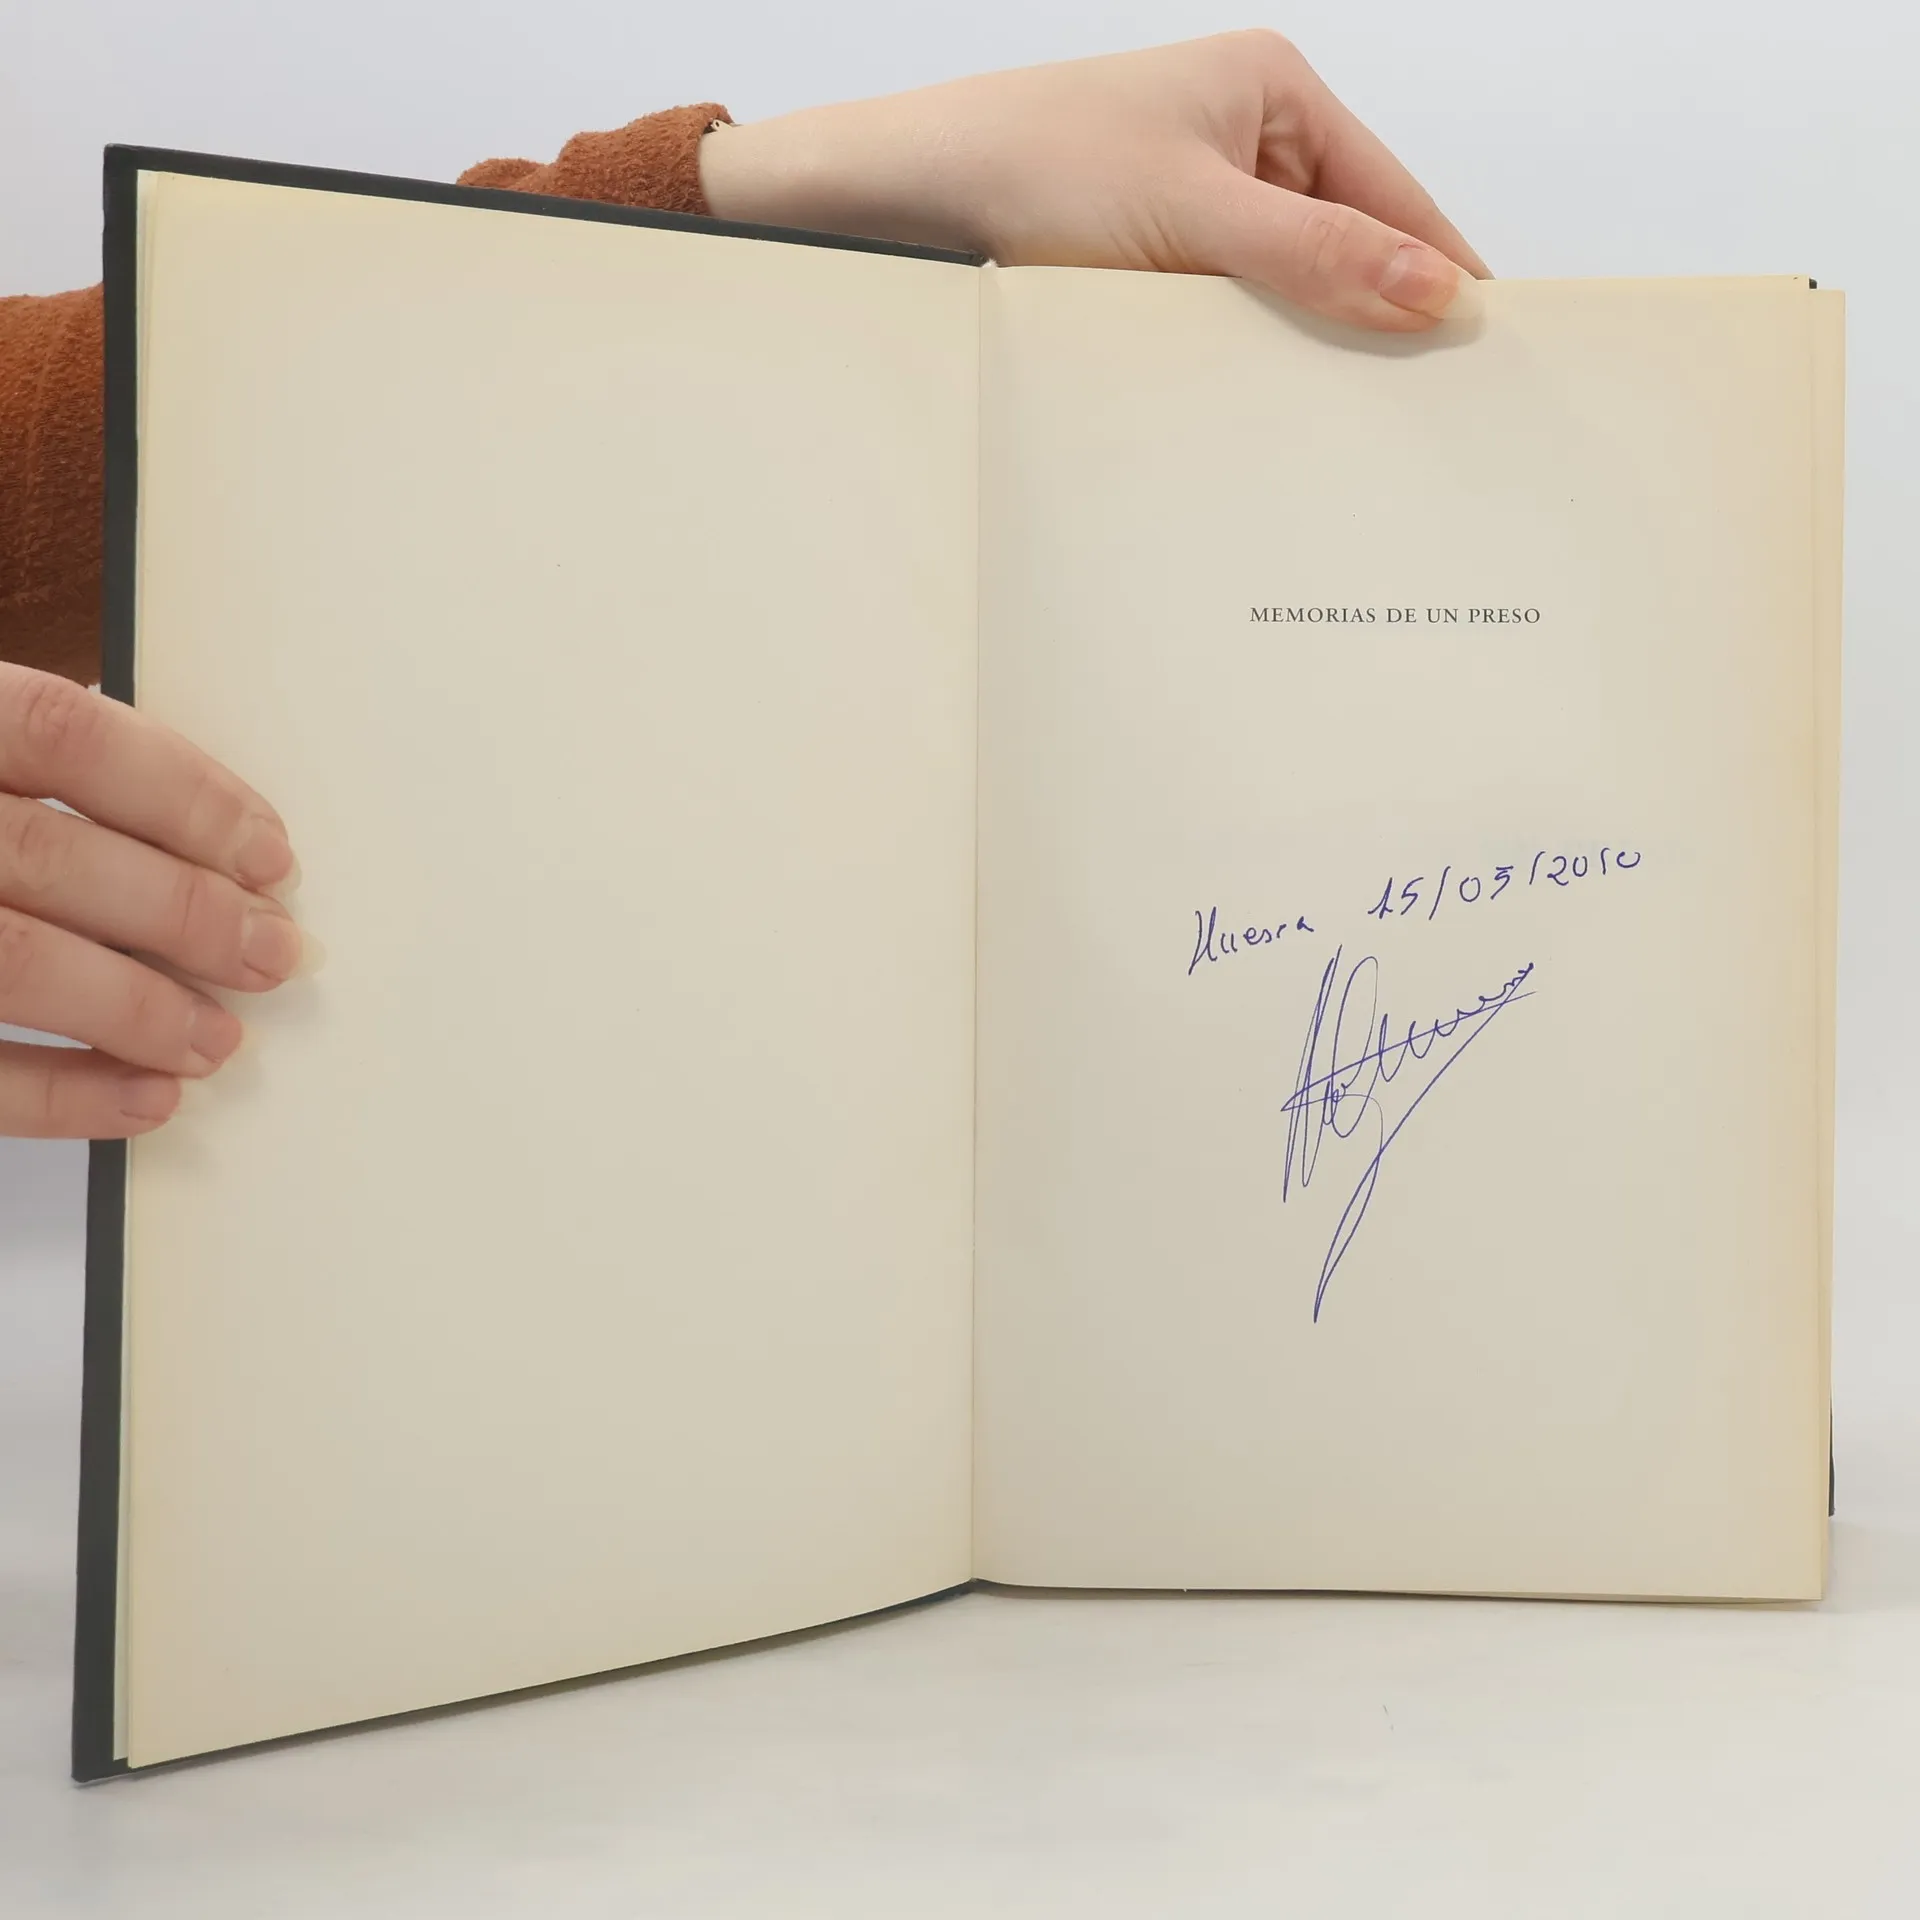 MEMORIAS DE UN PRESO
Huesca 15/05/2010